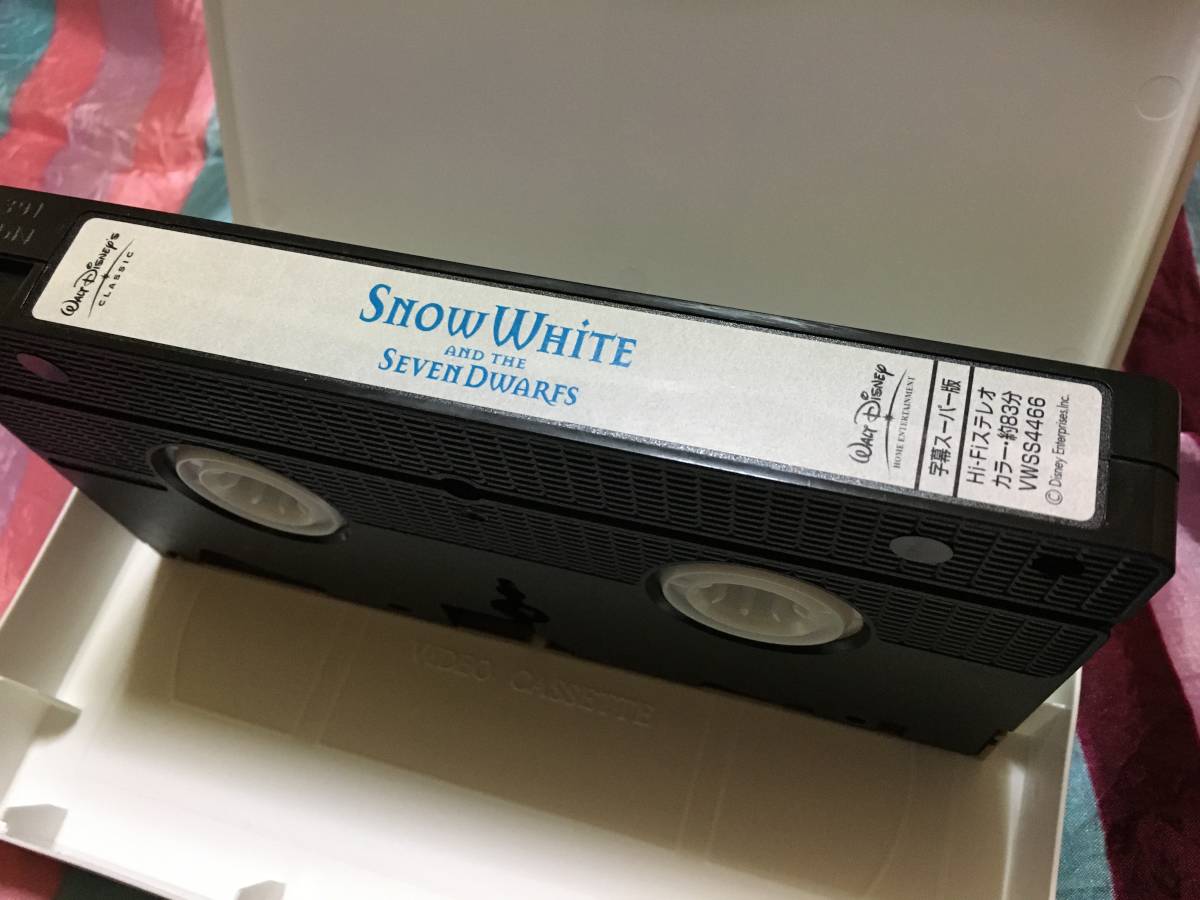 WALT DISNEY'S
CLASSIC
SNOW WHITE
AND THE
SEVEN DWARFS
WALT DISNEY
HOME ENTERTAINMENT
字幕スーパー版
Hi-Fiステレオ
カラー・約83分
VWSS4466
© Disney Enterprises,Inc.
VIDEO CASSETTE